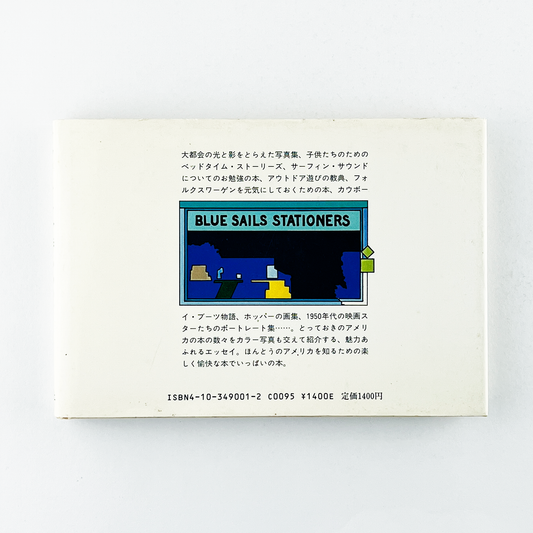 大都会の光と影をとらえた写真集、子供たちのための
ベッドタイム・ストーリーズ、サーフィン・サウンド
についてのお勉強の本、アウトドア遊びの教典、フォ
ルクスワーゲンを元気にしておくための本、カウボー
BLUE SAILS STATIONERS
イ・ブーツ物語、ホッパーの画集、1950年代の映画ス
ターたちのポートレート集……。とっておきのアメリ
カの本の数々をカラー写真も交えて紹介する、魅力あ
ふれるエッセイ。ほんとうのアメリカを知るための楽
しく愉快な本でいっぱいの本。
ISBN4-10-349001-2 C0095 ¥1400E 定価1400円